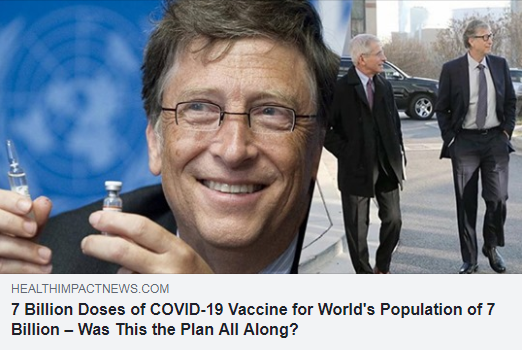 HEALTHIMPACTNEWS.COM
7 Billion Doses of COVID-19 Vaccine for World's Population of 7
Billion – Was This the Plan All Along?